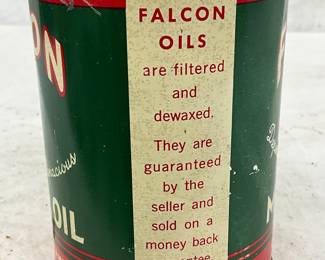 FALCON
OILS
are filtered
and
dewaxed.
They are
guaranteed
by the
seller and
sold on a
money back
ON
OIL